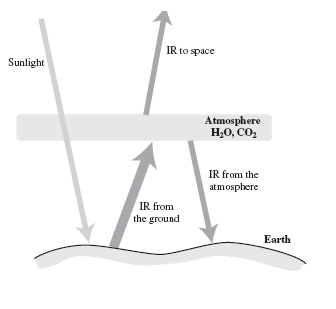 IR to space
Sunlight
Atmosphere
H₂O, CO₂
IR from the
atmosphere
IR from
the ground
Earth